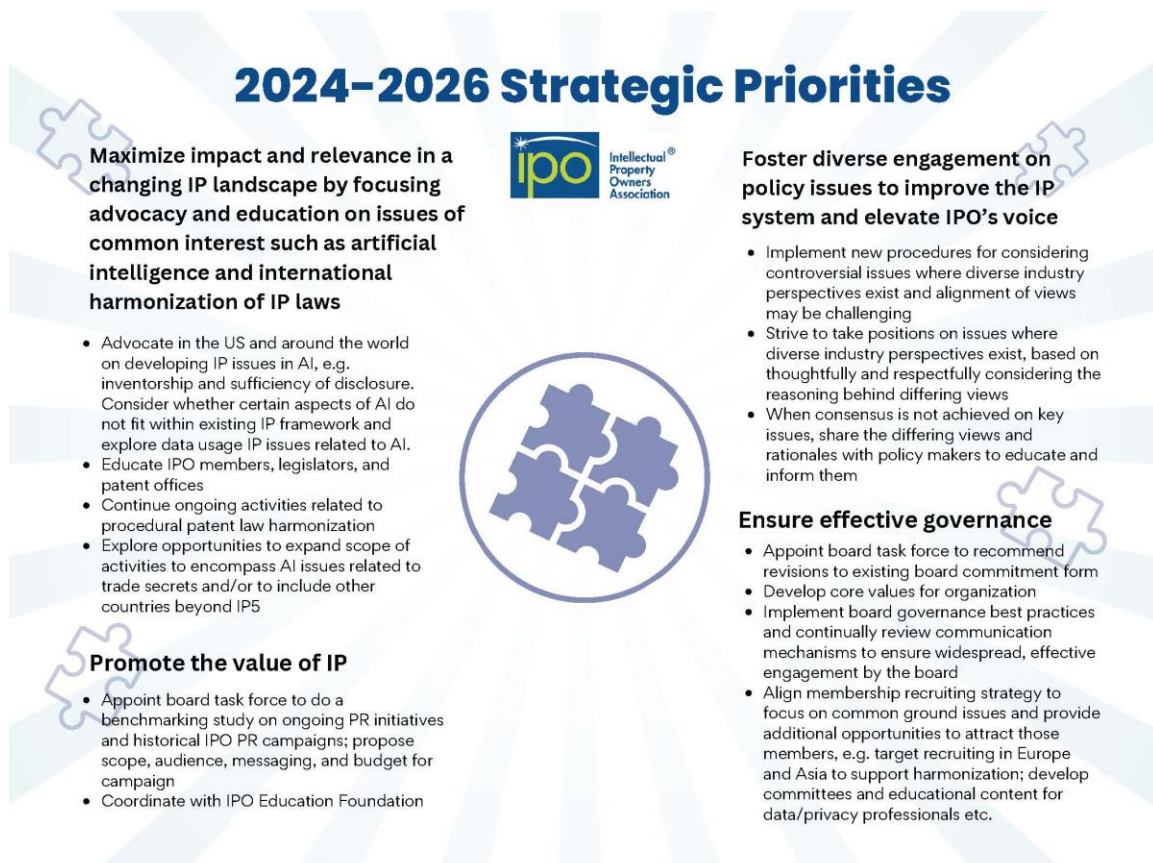 2024-2026 Strategic Priorities
Maximize impact and relevance in a
changing IP landscape by focusing
advocacy and education on issues of
common interest such as artificial
intelligence and international
harmonization of IP laws
• Advocate in the US and around the world
on developing IP issues in AI, e.g.
inventorship and sufficiency of disclosure.
Consider whether certain aspects of AI do
not fit within existing IP framework and
explore data usage IP issues related to AI.
• Educate IPO members, legislators, and
patent offices
• Continue ongoing activities related to
procedural patent law harmonization
• Explore opportunities to expand scope of
activities to encompass AI issues related to
trade secrets and/or to include other
countries beyond IP5
Promote the value of IP
• Appoint board task force to do a
benchmarking study on ongoing PR initiatives
and historical IPO PR campaigns; propose
scope, audience, messaging, and budget for
campaign
• Coordinate with IPO Education Foundation
ipo
Intellectual ®
Property
Owners
Association
Foster diverse engagement on
policy issues to improve the IP
system and elevate IPO's voice
• Implement new procedures for considering
controversial issues where diverse industry
perspectives exist and alignment of views
may be challenging
• Strive to take positions on issues where
diverse industry perspectives exist, based on
thoughtfully and respectfully considering the
reasoning behind differing views
• When consensus is not achieved on key
issues, share the differing views and
rationales with policy makers to educate and
inform them
Ensure effective governance
• Appoint board task force to recommend
revisions to existing board commitment form
• Develop core values for organization
• Implement board governance best practices
and continually review communication
mechanisms to ensure widespread, effective
engagement by the board
• Align membership recruiting strategy to
focus on common ground issues and provide
additional opportunities to attract those
members, e.g. target recruiting in Europe
and Asia to support harmonization; develop
committees and educational content for
data/privacy professionals etc.